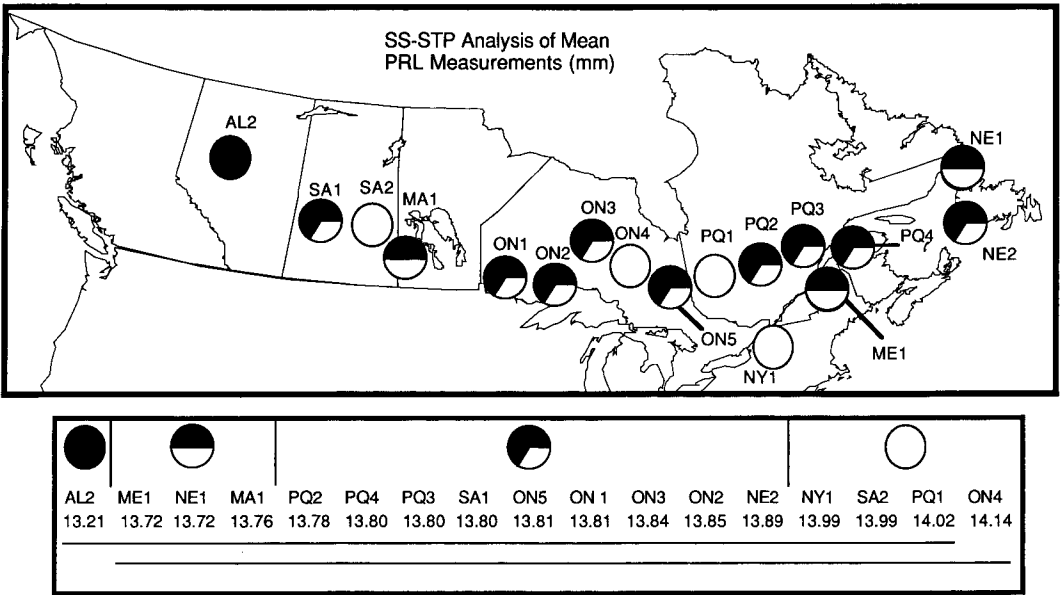 SS-STP Analysis of Mean
PRL Measurements (mm)
AL2
SA1
SA2
MA1
ON1
ON2
ON3
ON4
ON5
PQ1
PQ2
PQ3
PQ4
NE1
NE2
ME1
NY1
AL2 ME1 NE1 MA1 PQ2 PQ4 PQ3 SA1 ON5 ON 1 ON3 ON2 NE2 NY1 SA2 PQ1 ON4
13.21 13.72 13.72 13.76 13.78 13.80 13.80 13.80 13.81 13.81 13.84 13.85 13.89 13.99 13.99 14.02 14.14